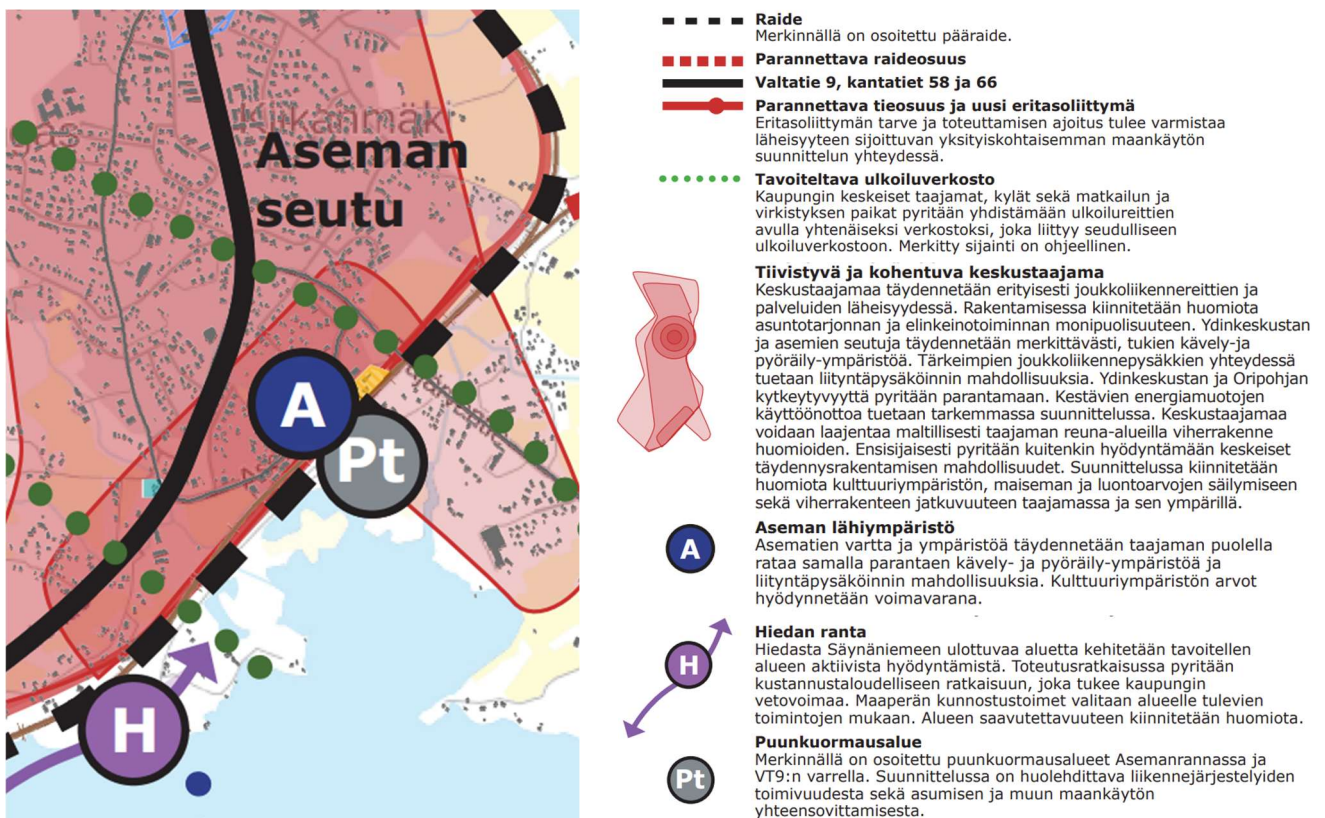 Kiikanmäki
Aseman
seutu
A
Pt
H
Raide
Merkinnällä on osoitettu pääraide.
Parannettava raideosuus
Valtatie 9, kantatiet 58 ja 66
Parannettava tieosuus ja uusi eritasoliittymä
Eritasoliittymän tarve ja toteuttamisen ajoitus tulee varmistaa
läheisyyteen sijoittuvan yksityiskohtaisemman maankäytön
suunnittelun yhteydessä.
Tavoiteltava ulkoiluverkosto
Kaupungin keskeiset taajamat, kylät sekä matkailun ja
virkistyksen paikat pyritään yhdistämään ulkoilureittien
avulla yhtenäiseksi verkostoksi, joka liittyy seudulliseen
ulkoiluverkostoon. Merkitty sijainti on ohjeellinen.
Tiivistyvä ja kohentuva keskustaajama
Keskustaajamaa täydennetään erityisesti joukkoliikennereittien ja
palveluiden läheisyydessä. Rakentamisessa kiinnitetään huomiota
asuntotarjonnan ja elinkeinotoiminnan monipuolisuuteen. Ydinkeskustan
ja asemien seutuja täydennetään merkittävästi, tukien kävely-ja
pyöräily-ympäristöä. Tärkeimpien joukkoliikennepysäkkien yhteydessä
tuetaan liityntäpysäköinnin mahdollisuuksia. Ydinkeskustan ja Oripohjan
kytkeytyvyyttä pyritään parantamaan. Kestävien energiamuotojen
käyttöönottoa tuetaan tarkemmassa suunnittelussa. Keskustaajamaa
voidaan laajentaa maltillisesti taajaman reuna-alueilla viherrakenne
huomioiden. Ensisijaisesti pyritään kuitenkin hyödyntämään keskeiset
täydennysrakentamisen mahdollisuudet. Suunnittelussa kiinnitetään
huomiota kulttuuriympäristön, maiseman ja luontoarvojen säilymiseen
sekä viherrakenteen jatkuvuuteen taajamassa ja sen ympärillä.
Aseman lähiympäristö
A
Asematien vartta ja ympäristöä täydennetään taajaman puolella
rataa samalla parantaen kävely- ja pyöräily-ympäristöä ja
liityntäpysäköinnin mahdollisuuksia. Kulttuuriympäristön arvot
hyödynnetään voimavarana.
Hiedan ranta
H
Hiedasta Säynäniemeen ulottuvaa aluetta kehitetään tavoitellen
alueen aktiivista hyödyntämistä. Toteutusratkaisussa pyritään
kustannustaloudelliseen ratkaisuun, joka tukee kaupungin
vetovoimaa. Maaperän kunnostustoimet valitaan alueelle tulevien
toimintojen mukaan. Alueen saavutettavuuteen kiinnitetään huomiota.
Puunkuormausalue
Pt
Merkinnällä on osoitettu puunkuormausalueet Asemanrannassa ja
VT9:n varrella. Suunnittelussa on huolehdittava liikennejärjestelyiden
toimivuudesta sekä asumisen ja muun maankäytön
yhteensovittamisesta.